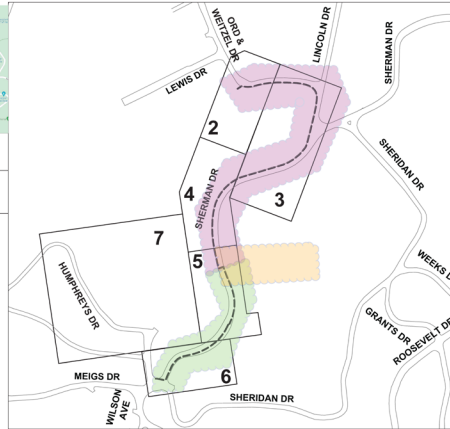 ORD &
WEITZEL DR
LINCOLN DR
SHERMAN DR
LEWIS DR
2
SHERIDAN DR
4
SHERMAN DR
3
7
5
HUMPHREYS DR
WEEKS D
GRANTS DR
ROOSEVELT DR
MEIGS DR
6
WILSON
AVE
SHERIDAN DR